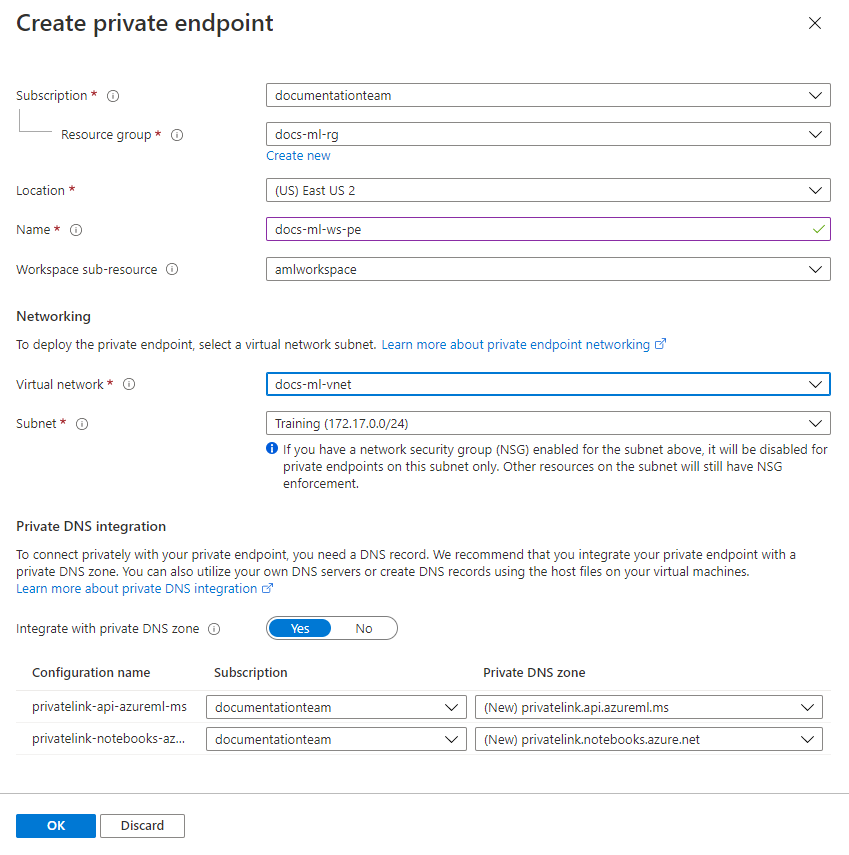 Create private endpoint
Subscription *
documentationteam
Resource group *
docs-ml-rg
Create new
Location *
(US) East US 2
Name *
docs-ml-ws-pe
Workspace sub-resource
amlworkspace
Networking
To deploy the private endpoint, select a virtual network subnet. Learn more about private endpoint networking
Virtual network *
docs-ml-vnet
Subnet *
Training (172.17.0.0/24)
If you have a network security group (NSG) enabled for the subnet above, it will be disabled for
private endpoints on this subnet only. Other resources on the subnet will still have NSG
enforcement.
Private DNS integration
To connect privately with your private endpoint, you need a DNS record. We recommend that you integrate your private endpoint with a
private DNS zone. You can also utilize your own DNS servers or create DNS records using the host files on your virtual machines.
Learn more about private DNS integration
Integrate with private DNS zone
Yes No
Configuration name Subscription Private DNS zone
privatelink-api-azureml-ms documentationteam (New) privatelink.api.azureml.ms
privatelink-notebooks-az... documentationteam (New) privatelink.notebooks.azure.net
OK Discard